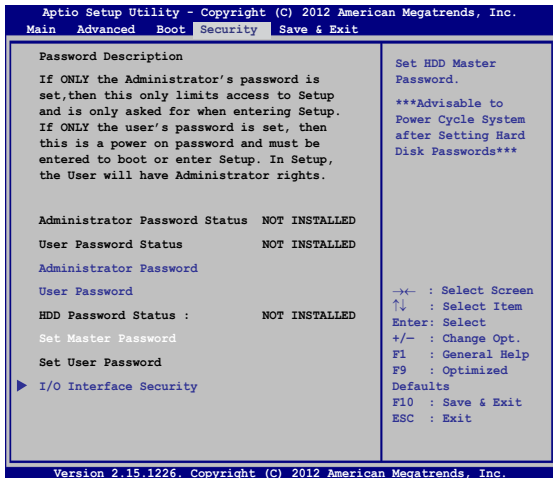 Aptio Setup Utility - Copyright (C) 2012 American Megatrends, Inc.
Main Advanced Boot Security Save & Exit
Password Description
If ONLY the Administrator's password is
set,then this only limits access to Setup
and is only asked for when entering Setup.
If ONLY the user's password is set, then
this is a power on password and must be
entered to boot or enter Setup. In Setup,
the User will have Administrator rights.
Administrator Password Status NOT INSTALLED
User Password Status NOT INSTALLED
Administrator Password
User Password
HDD Password Status : NOT INSTALLED
Set Master Password
Set User Password
I/O Interface Security
Set HDD Master
Password.
***Advisable to
Power Cycle System
after Setting Hard
Disk Passwords***
→← : Select Screen
↑↓ : Select Item
Enter: Select
+/— : Change Opt.
F1 : General Help
F9 : Optimized
Defaults
F10 : Save & Exit
ESC : Exit
Version 2.15.1226. Copyright (C) 2012 American Megatrends, Inc.